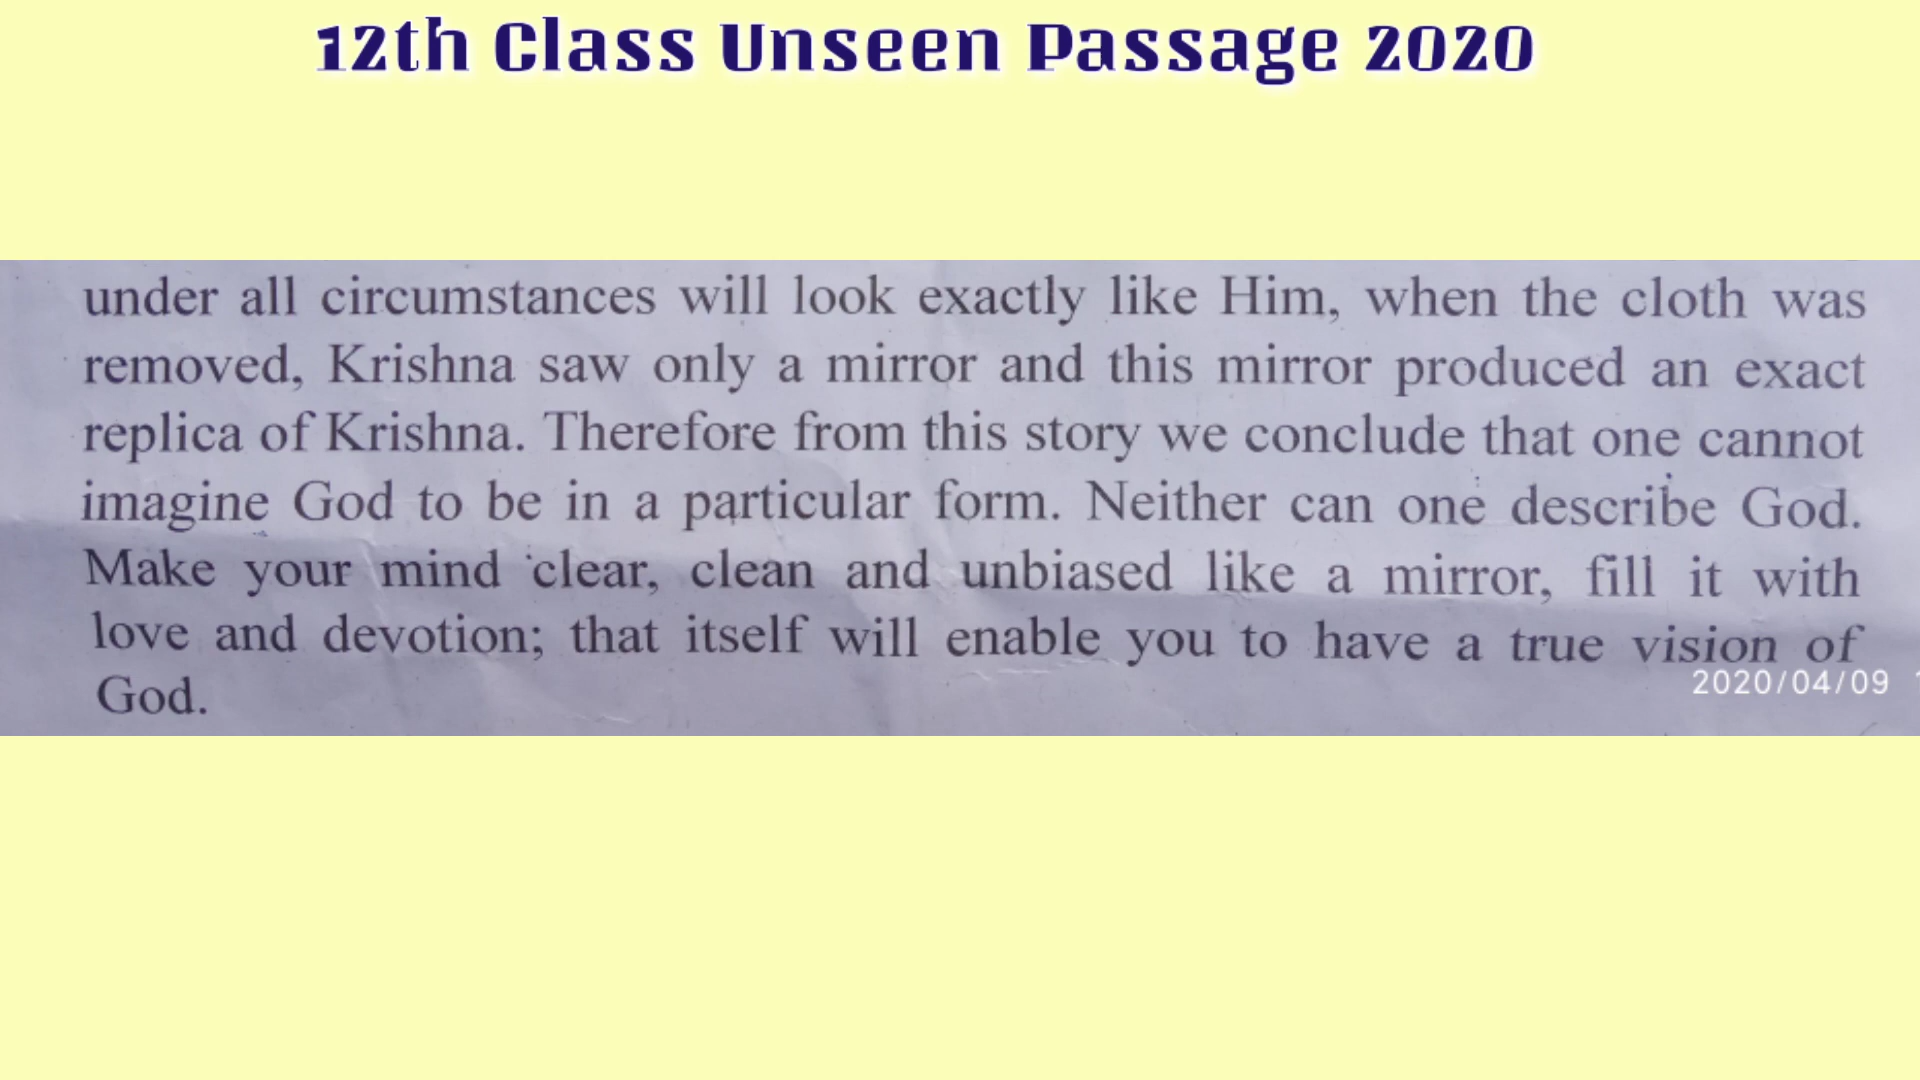 12th Class Unseen Passage 2020
under all circumstances will look exactly like Him, when the cloth was
removed, Krishna saw only a mirror and this mirror produced an exact
replica of Krishna. Therefore from this story we conclude that one cannot
imagine God to be in a particular form. Neither can one describe God.
Make your mind clear, clean and unbiased like a mirror, fill it with
love and devotion; that itself will enable you to have a true vision of
God.
2020/04/09